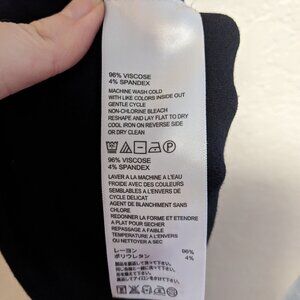 96% VISCOSE
4% SPANDEX
MACHINE WASH COLD
WITH LIKE COLORS INSIDE OUT
GENTLE CYCLE
NON-CHLORINE BLEACH
RESHAPE AND LAY FLAT TO DRY
COOL IRON ON REVERSE SIDE
OR DRY CLEAN
96% VISCOSE
4% SPANDEX
LAVER A LA MACHINE A L'EAU
FROIDE AVEC DES COULEURS
SEMBLABLES A L'ENVERS EN
CYCLE DELICAT
AGENT DE BLANCHIMENT SANS
CHLORE
REDONNER LA FORME ET ETENDRE
A PLAT POUR SECHER
REPASSAGE A FAIBLE
TEMPERATURE A L'ENVERS
OU NETTOYER A SEC
レーヨン 96%
ポリウレタン 4%